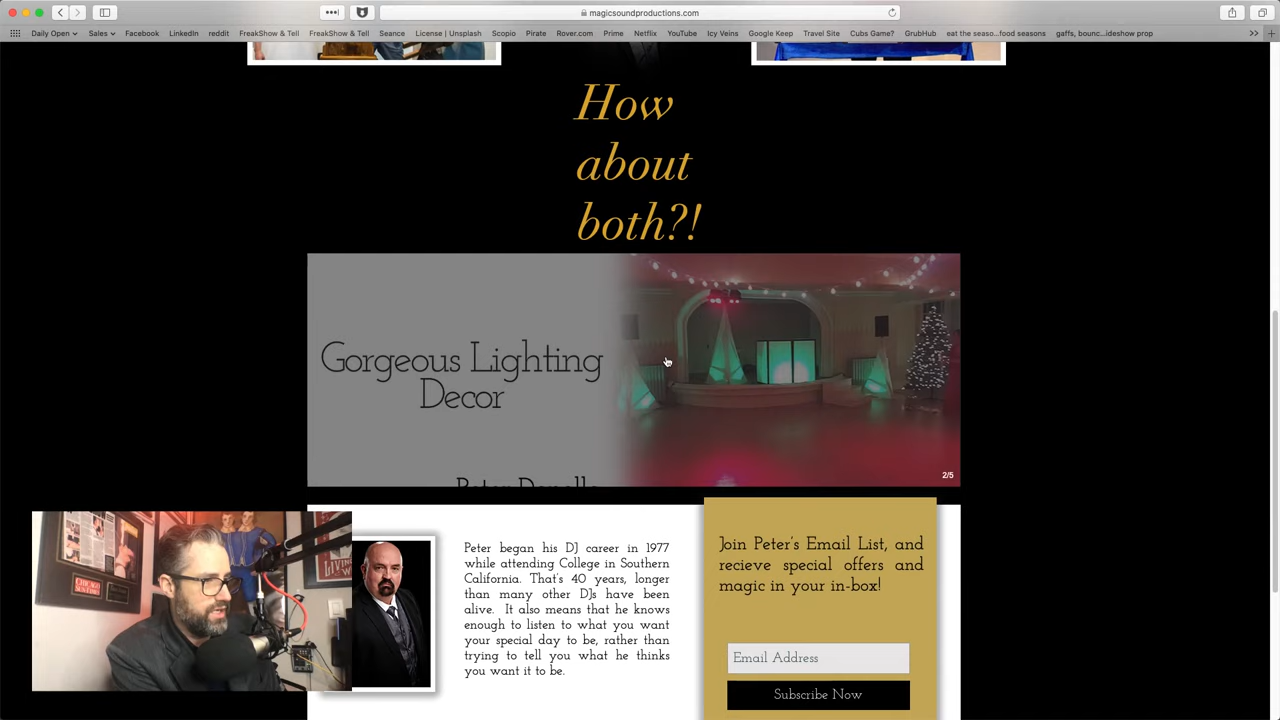 magicsoundproductions.com
Daily Open Sales Facebook LinkedIn reddit FreakShow & Tell FreakShow & Tell Seance License | Unsplash Scopio Pirate Rover.com Prime Netflix YouTube Icy Veins Google Keep Travel Site Cubs Game? GrubHub eat the seaso...food seasons gaffs, bounc...ideshow prop
How
about
both?!
Gorgeous Lighting
Decor
2/5
Peter began his DJ career in 1977
while attending College in Southern
California. That's 40 years, longer
than many other DJs have been
alive. It also means that he knows
enough to listen to what you want
your special day to be, rather than
trying to tell you what he thinks
you want it to be.
Join Peter's Email List, and
recieve special offers and
magic in your in-box!
Email Address
Subscribe Now
CHICAGO
SUN-TIMES